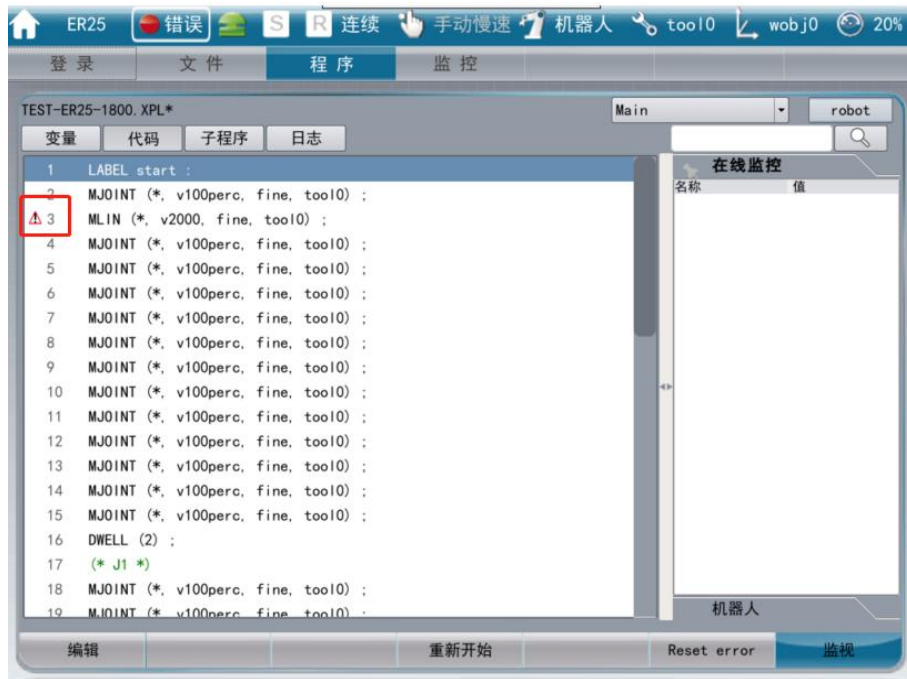 ER25 错误 S R 连续 手动慢速 机器人 tool0 wobj0 20%
登录 文件 程序 监控
TEST-ER25-1800.XPL* Main robot
变量 代码 子程序 日志
在线监控
名称 值
1 LABEL start :
2 MJOINT (*, v100perc, fine, tool0) ;
3 MLIN (*, v2000, fine, tool0) ;
4 MJOINT (*, v100perc, fine, tool0) ;
5 MJOINT (*, v100perc, fine, tool0) ;
6 MJOINT (*, v100perc, fine, tool0) ;
7 MJOINT (*, v100perc, fine, tool0) ;
8 MJOINT (*, v100perc, fine, tool0) ;
9 MJOINT (*, v100perc, fine, tool0) ;
10 MJOINT (*, v100perc, fine, tool0) ;
11 MJOINT (*, v100perc, fine, tool0) ;
12 MJOINT (*, v100perc, fine, tool0) ;
13 MJOINT (*, v100perc, fine, tool0) ;
14 MJOINT (*, v100perc, fine, tool0) ;
15 MJOINT (*, v100perc, fine, tool0) ;
16 DWELL (2) ;
17 (* J1 *)
18 MJOINT (*, v100perc, fine, tool0) ;
19 MJOINT (*, v100perc, fine, tool0) ;
机器人
编辑 重新开始 Reset error 监视